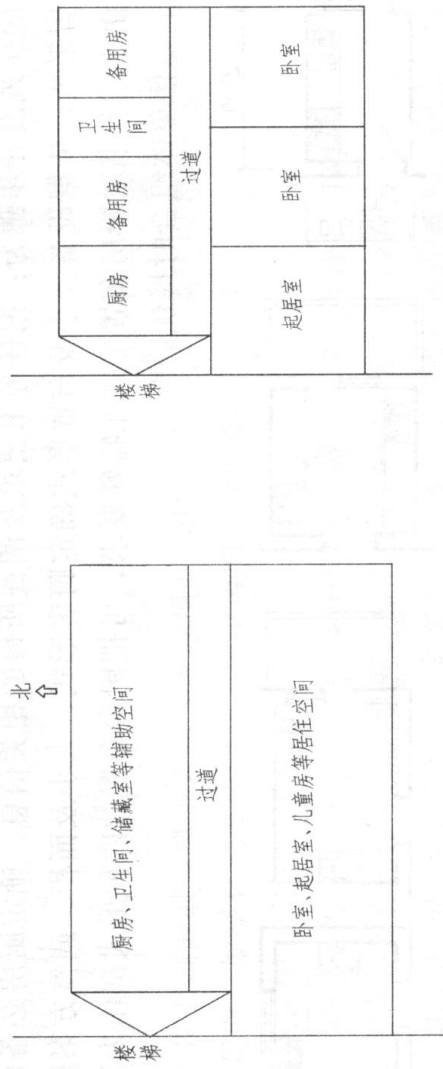 北
厨房、卫生间、储藏室等辅助空间
过道
卧室、起居室、儿童房等居住空间
楼梯
厨房
备用房
卫生间
备用房
过道
起居室
卧室
卧室
楼梯